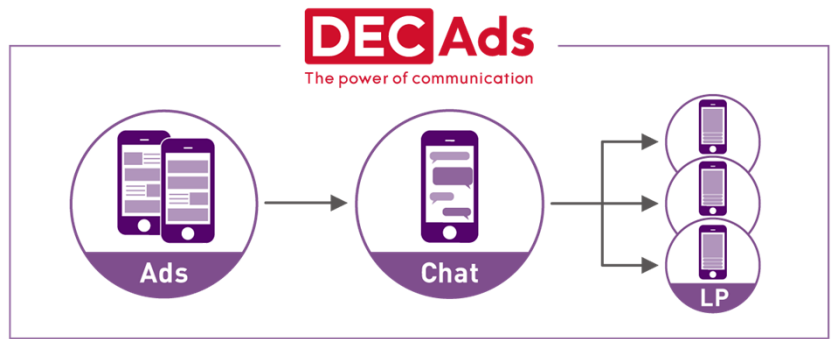 DEC Ads
The power of communication
Ads
Chat
LP